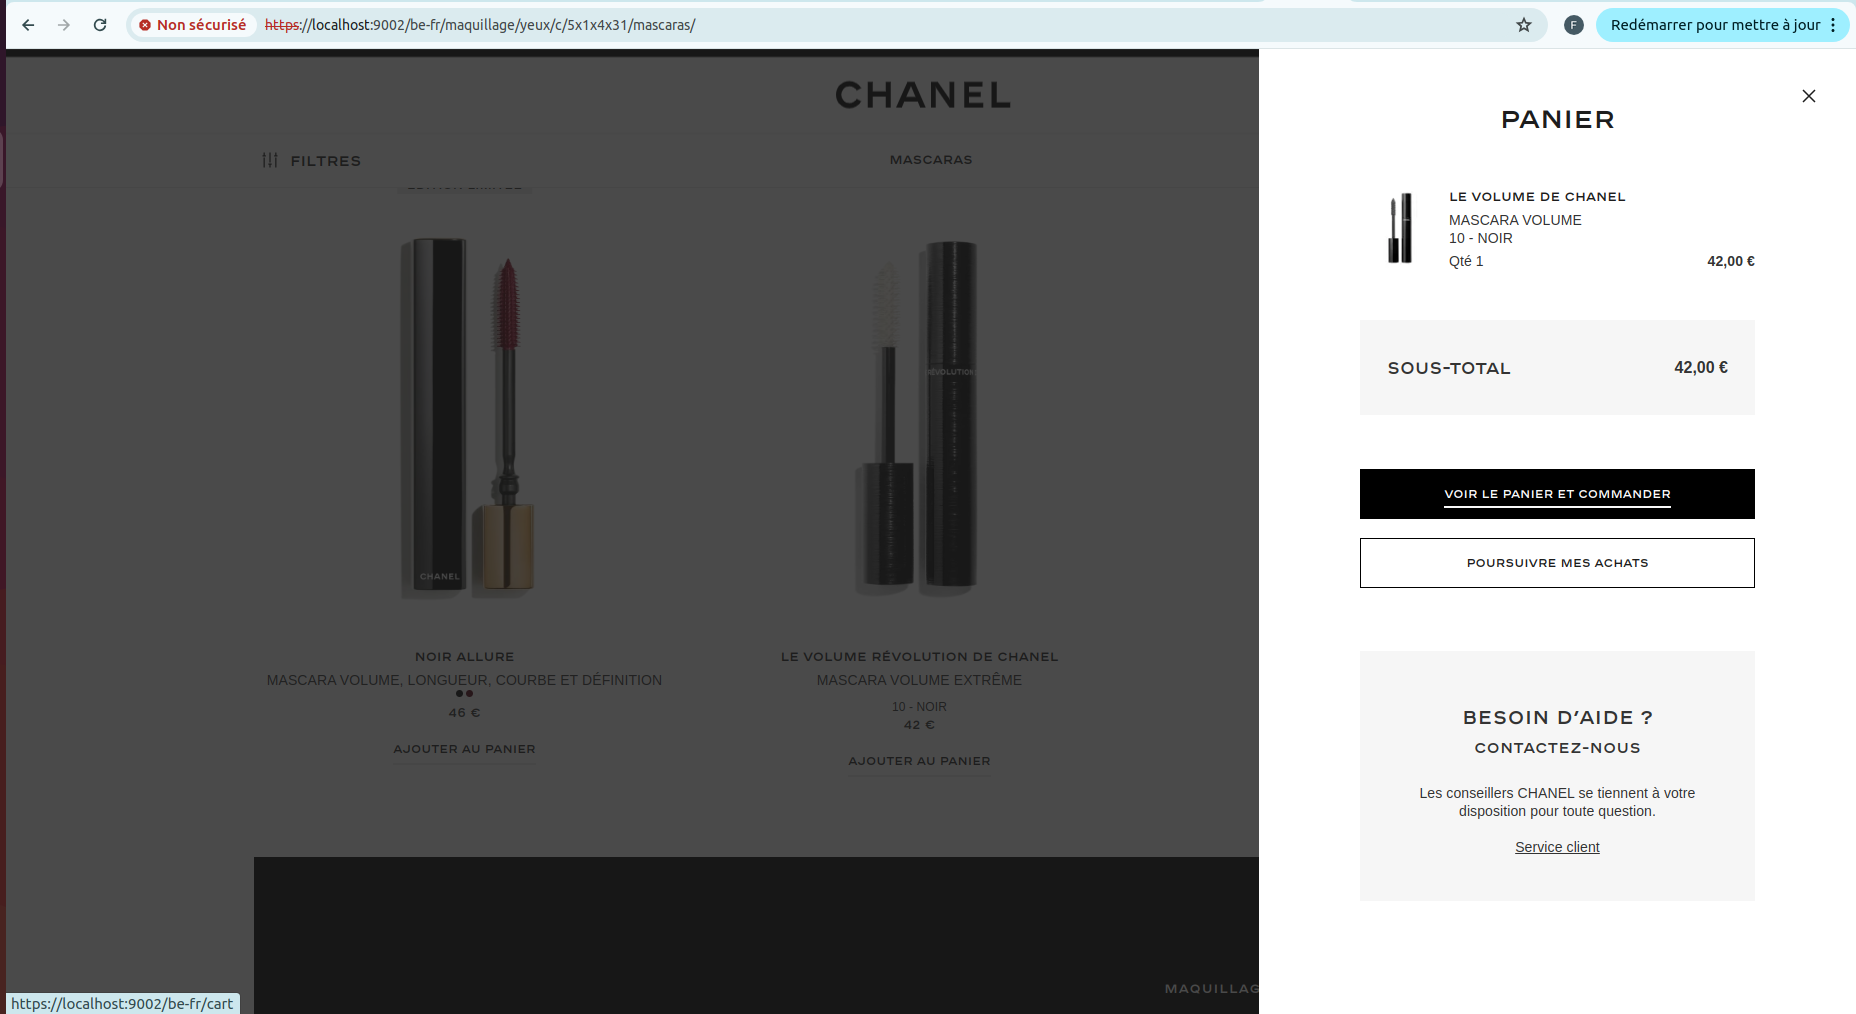 Non sécurisé
https://localhost:9002/be-fr/maquillage/yeux/c/5x1x4x31/mascaras/
F
Redémarrer pour mettre à jour
CHANEL
FILTRES
MASCARAS
CHANEL
RÉVOLUTION
NOIR ALLURE
MASCARA VOLUME, LONGUEUR, COURBE ET DÉFINITION
46 €
AJOUTER AU PANIER
LE VOLUME RÉVOLUTION DE CHANEL
MASCARA VOLUME EXTRÊME
10 - NOIR
42 €
AJOUTER AU PANIER
MAQUILLAG
https://localhost:9002/be-fr/cart
PANIER
LE VOLUME DE CHANEL
MASCARA VOLUME
10 - NOIR
Qté 1
42,00 €
SOUS-TOTAL
42,00 €
VOIR LE PANIER ET COMMANDER
POURSUIVRE MES ACHATS
BESOIN D'AIDE ?
CONTACTEZ-NOUS
Les conseillers CHANEL se tiennent à votre
disposition pour toute question.
Service client